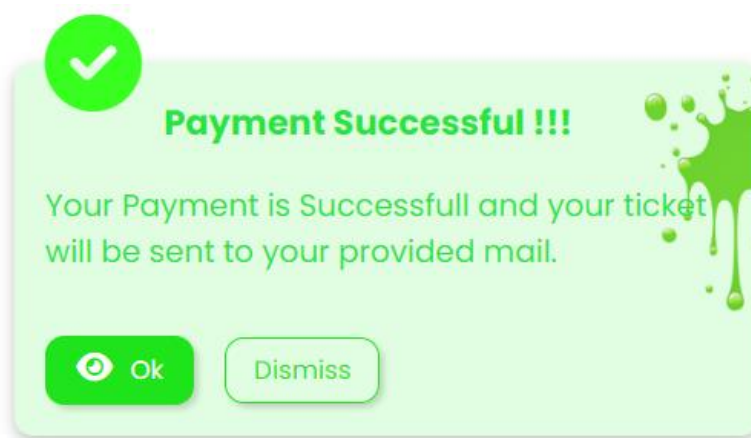 Payment Successful !!!
Your Payment is Successfull and your ticket
will be sent to your provided mail.
Ok
Dismiss